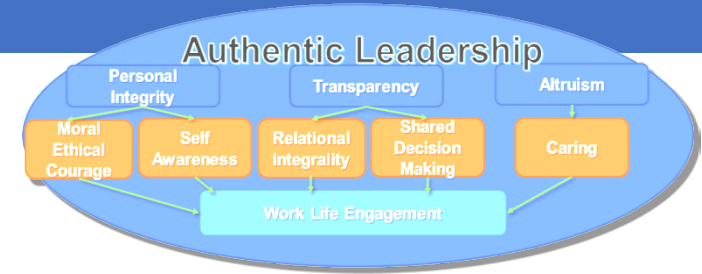 Authentic Leadership
Personal
Integrity
Transparency
Altruism
Moral
Ethical
Courage
Self
Awareness
Relational
Integrality
Shared
Decision
Making
Caring
Work Life Engagement